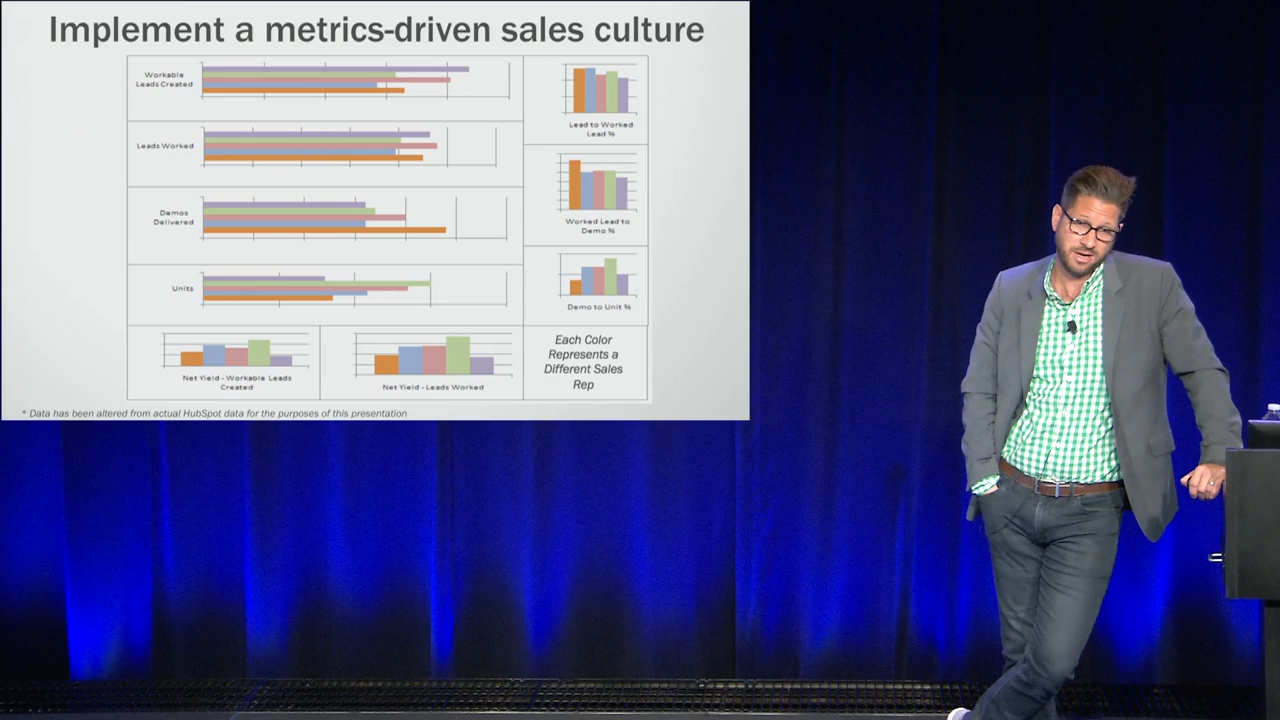 Implement a metrics-driven sales culture
Workable
Leads Created
Leads Worked
Demos
Delivered
Units
Lead to Worked
Lead %
Worked Lead to
Demo %
Demo to Unit %
Net Yield - Workable Leads
Created
Net Yield - Leads Worked
Each Color
Represents a
Different Sales
Rep
* Data has been altered from actual HubSpot data for the purposes of this presentation